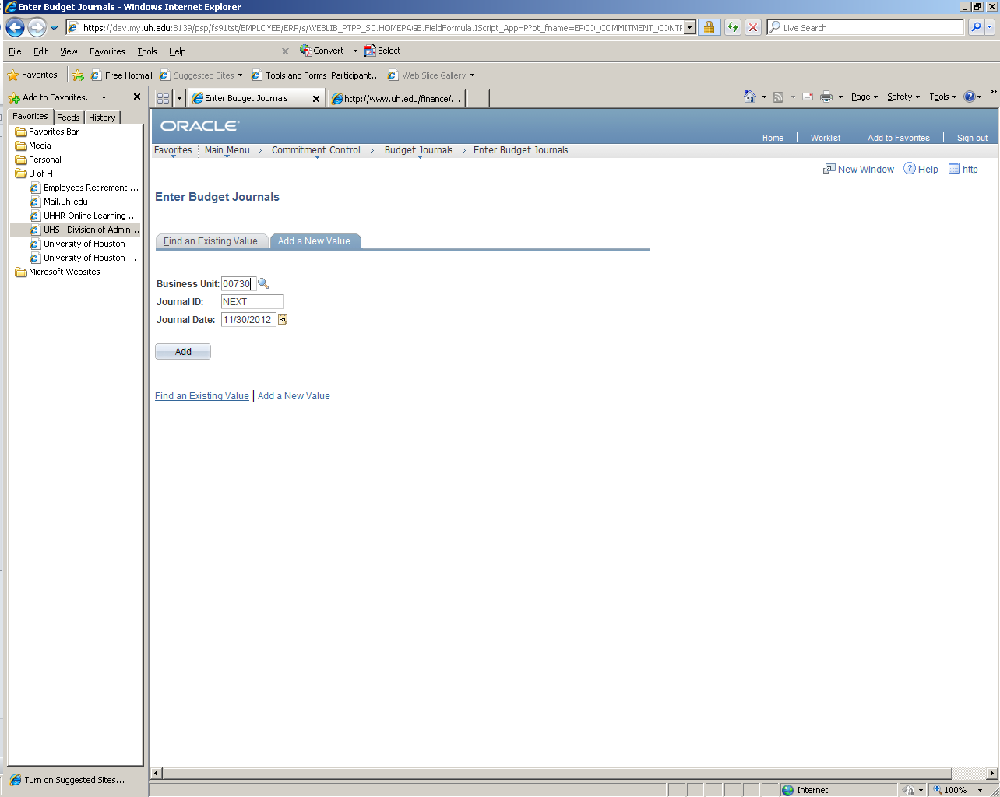 Enter Budget Journals - Windows Internet Explorer
https://dev.my.uh.edu:8139/psp/fs91tst/EMPLOYEE/ERP/s/WEBLIB_PTPP_SC.HOMEPAGE.FieldFormula.IScript_AppHP?pt_fname=EPCO_COMMITMENT_CONTF
Live Search
File Edit View Favorites Tools Help x Convert Select
Favorites Free Hotmail Suggested Sites Tools and Forms Participant... Web Slice Gallery
Add to Favorites... Enter Budget Journals http://www.uh.edu/finance/... Page Safety Tools
Favorites Feeds History
Favorites Bar
Media
Personal
U of H
Employees Retirement ...
Mail.uh.edu
UHHR Online Learning ...
UHS - Division of Admin...
University of Houston
University of Houston ...
Microsoft Websites
Turn on Suggested Sites...
ORACLE
Home Worklist Add to Favorites Sign out
Favorites Main Menu > Commitment Control > Budget Journals > Enter Budget Journals
New Window Help http
Enter Budget Journals
Find an Existing Value Add a New Value
Business Unit: 00730
Journal ID: NEXT
Journal Date: 11/30/2012 31
Add
Find an Existing Value | Add a New Value
Internet 100%